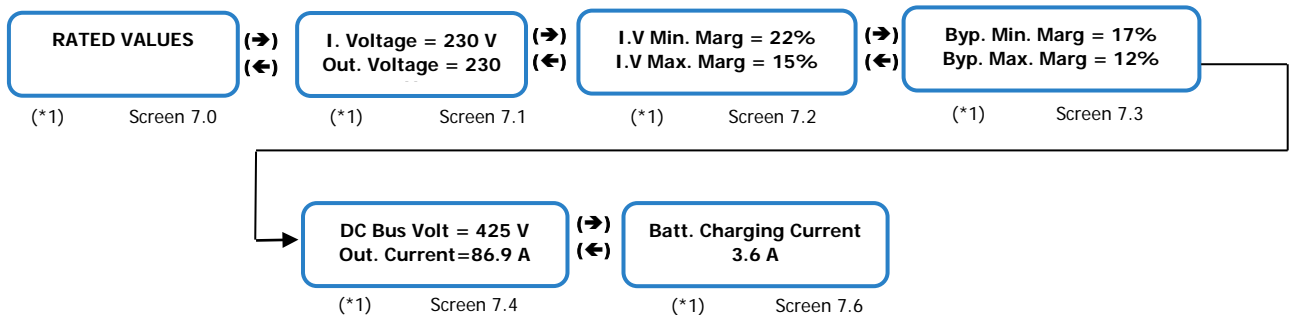 RATED VALUES
(→)
(←)
I. Voltage = 230 V
Out. Voltage = 230
(→)
(←)
I.V Min. Marg = 22%
I.V Max. Marg = 15%
(→)
(←)
Byp. Min. Marg = 17%
Byp. Max. Marg = 12%
(*1) Screen 7.0
(*1) Screen 7.1
(*1) Screen 7.2
(*1) Screen 7.3
DC Bus Volt = 425 V
Out. Current=86.9 A
(→)
(←)
Batt. Charging Current
3.6 A
(*1) Screen 7.4
(*1) Screen 7.6